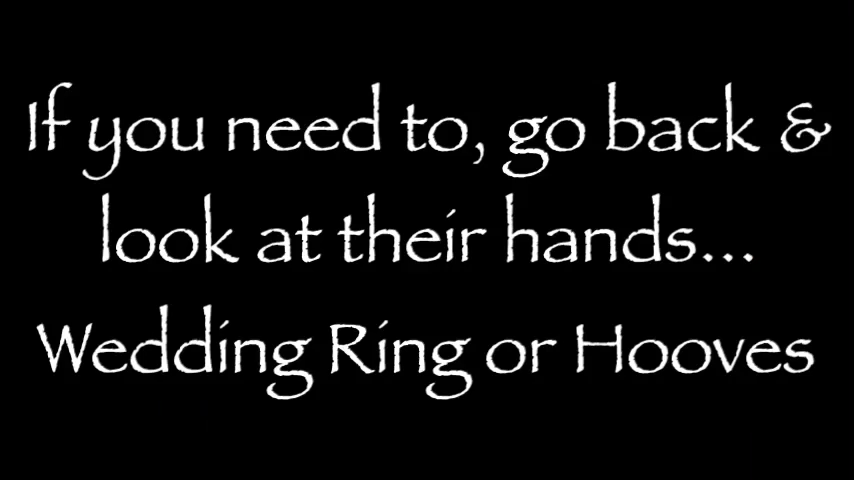 If you need to, go back &
look at their hands...
Wedding Ring or Hooves